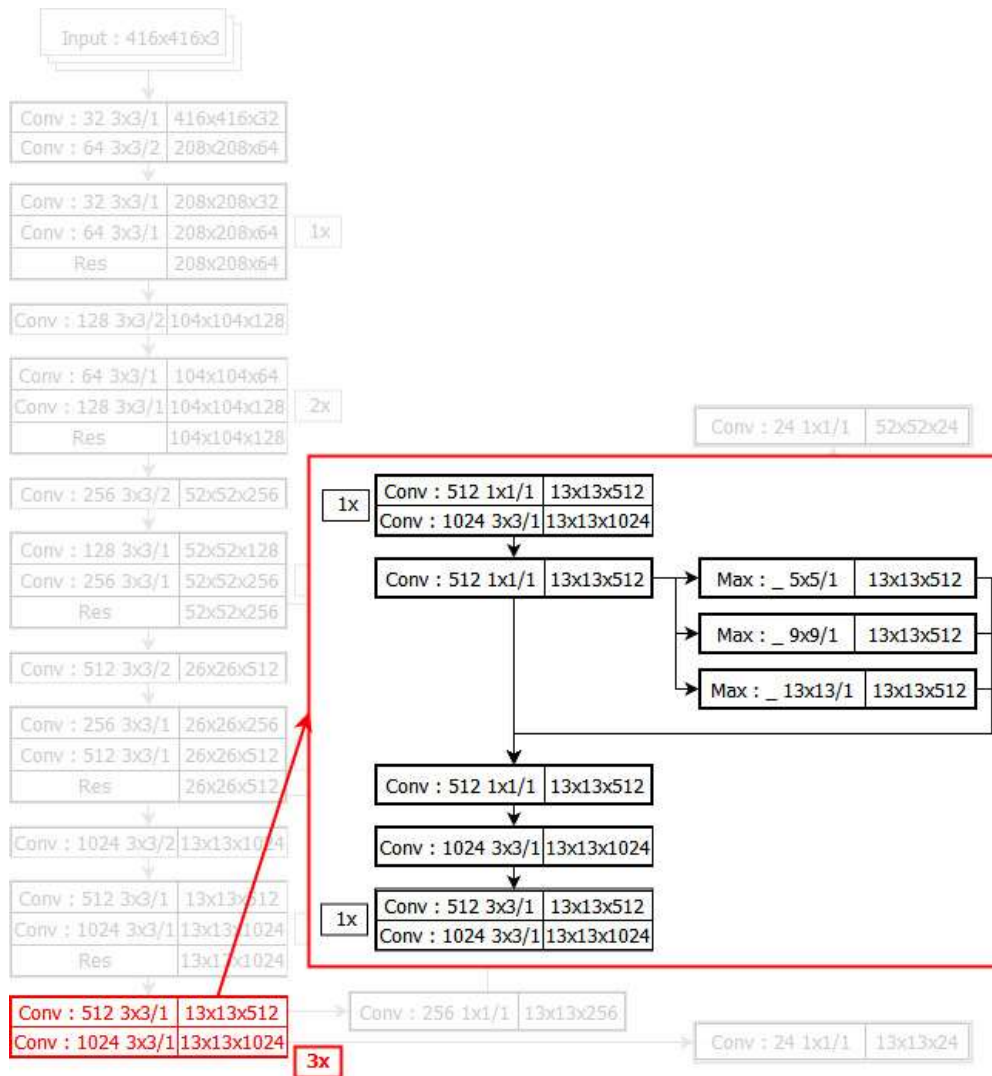 Input : 416x416x3
Conv : 32 3x3/1 416x416x32
Conv : 64 3x3/2 208x208x64
Conv : 32 3x3/1 208x208x32
Conv : 64 3x3/1 208x208x64
1x
Res 208x208x64
Conv : 128 3x3/2 104x104x128
Conv : 64 3x3/1 104x104x64
Conv : 128 3x3/1 104x104x128
2x
Res 104x104x128
Conv : 256 3x3/2 52x52x256
Conv : 128 3x3/1 52x52x128
Conv : 256 3x3/1 52x52x256
Res 52x52x256
Conv : 512 3x3/2 26x26x512
Conv : 256 3x3/1 26x26x256
Conv : 512 3x3/1 26x26x512
Res 26x26x512
Conv : 1024 3x3/2 13x13x1024
Conv : 512 3x3/1 13x13x512
Conv : 1024 3x3/1 13x13x1024
Res
Conv : 512 3x3/1 13x13x512
Conv : 1024 3x3/1 13x13x1024
3x
Conv : 24 1x1/1 52x52x24
1x
Conv : 512 1x1/1 13x13x512
Conv : 1024 3x3/1 13x13x1024
Conv : 512 1x1/1 13x13x512
Max : _ 5x5/1 13x13x512
Max : _ 9x9/1 13x13x512
Max : _ 13x13/1 13x13x512
Conv : 512 1x1/1 13x13x512
Conv : 1024 3x3/1 13x13x1024
1x
Conv : 512 3x3/1 13x13x512
Conv : 1024 3x3/1 13x13x1024
Conv : 256 1x1/1 13x13x256
Conv : 24 1x1/1 13x13x24